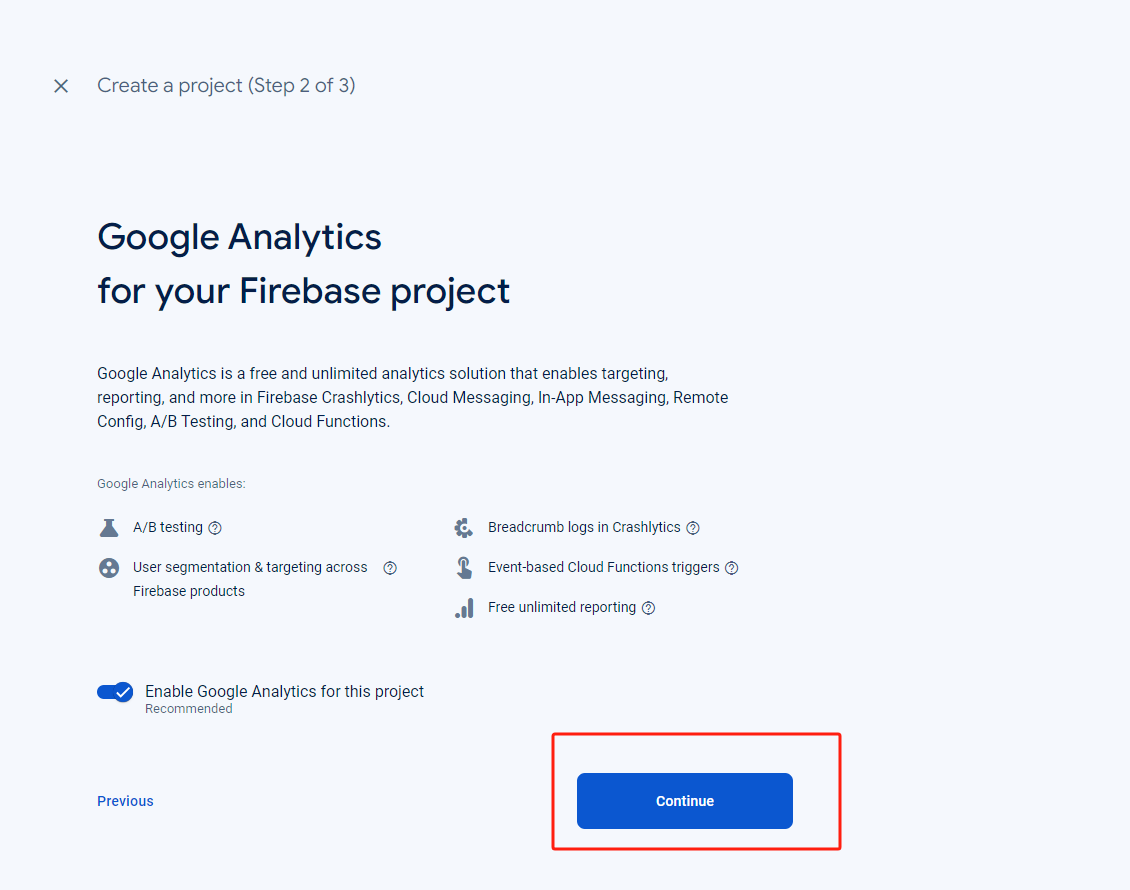 Create a project (Step 2 of 3)
Google Analytics
for your Firebase project
Google Analytics is a free and unlimited analytics solution that enables targeting,
reporting, and more in Firebase Crashlytics, Cloud Messaging, In-App Messaging, Remote
Config, A/B Testing, and Cloud Functions.
Google Analytics enables:
A/B testing
User segmentation & targeting across
Firebase products
Breadcrumb logs in Crashlytics
Event-based Cloud Functions triggers
Free unlimited reporting
Enable Google Analytics for this project
Recommended
Previous
Continue